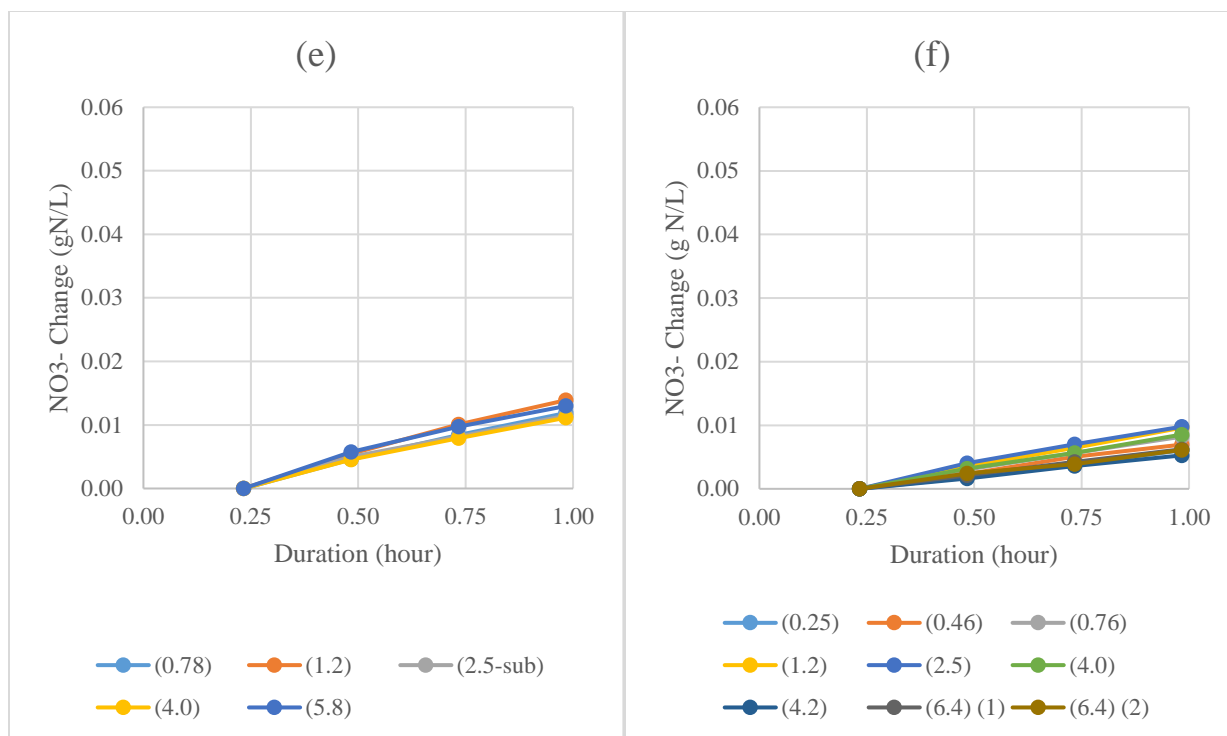 (e)
NO3- Change (gN/L)
0.06
0.05
0.04
0.03
0.02
0.01
0.00
0.00 0.25 0.50 0.75 1.00
Duration (hour)
(0.78) (1.2) (2.5-sub)
(4.0) (5.8)
(f)
NO3- Change (g N/L)
0.06
0.05
0.04
0.03
0.02
0.01
0.00
0.00 0.25 0.50 0.75 1.00
Duration (hour)
(0.25) (0.46) (0.76)
(1.2) (2.5) (4.0)
(4.2) (6.4) (1) (6.4) (2)